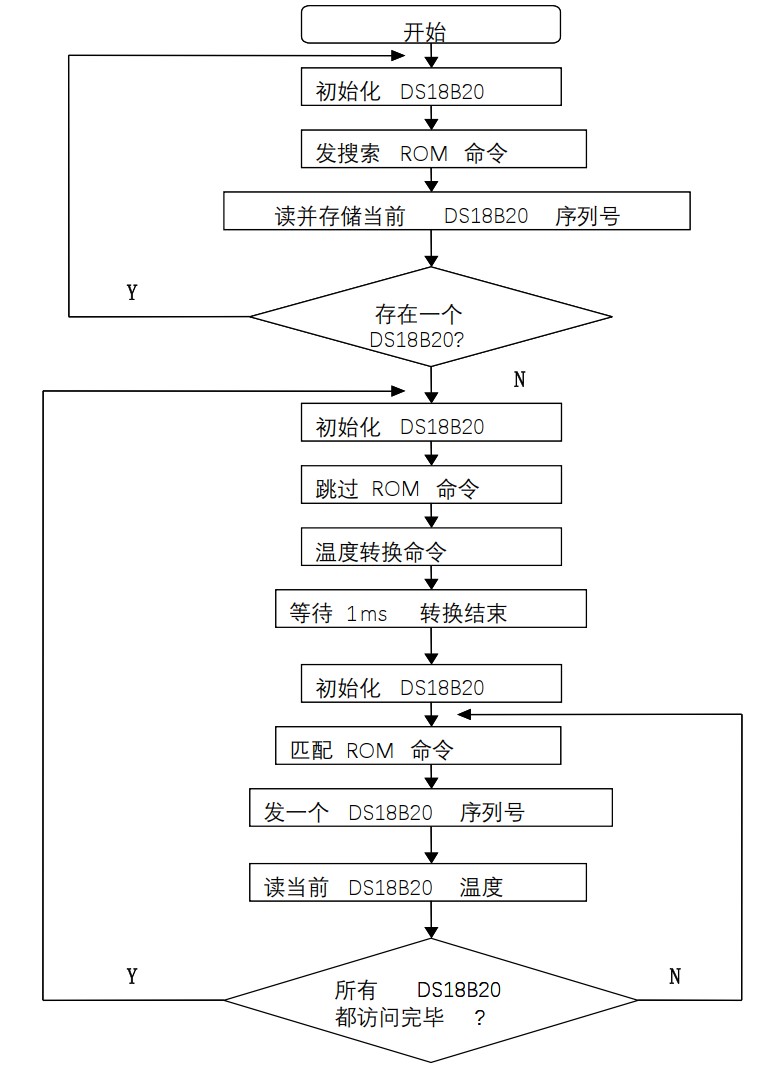 开始
初始化 DS18B20
发搜索 ROM 命令
读并存储当前 DS18B20 序列号
Y
存在一个
DS18B20?
N
初始化 DS18B20
跳过 ROM 命令
温度转换命令
等待 1ms 转换结束
初始化 DS18B20
匹配 ROM 命令
发一个 DS18B20 序列号
读当前 DS18B20 温度
Y
N
所有 DS18B20
都访问完毕 ?